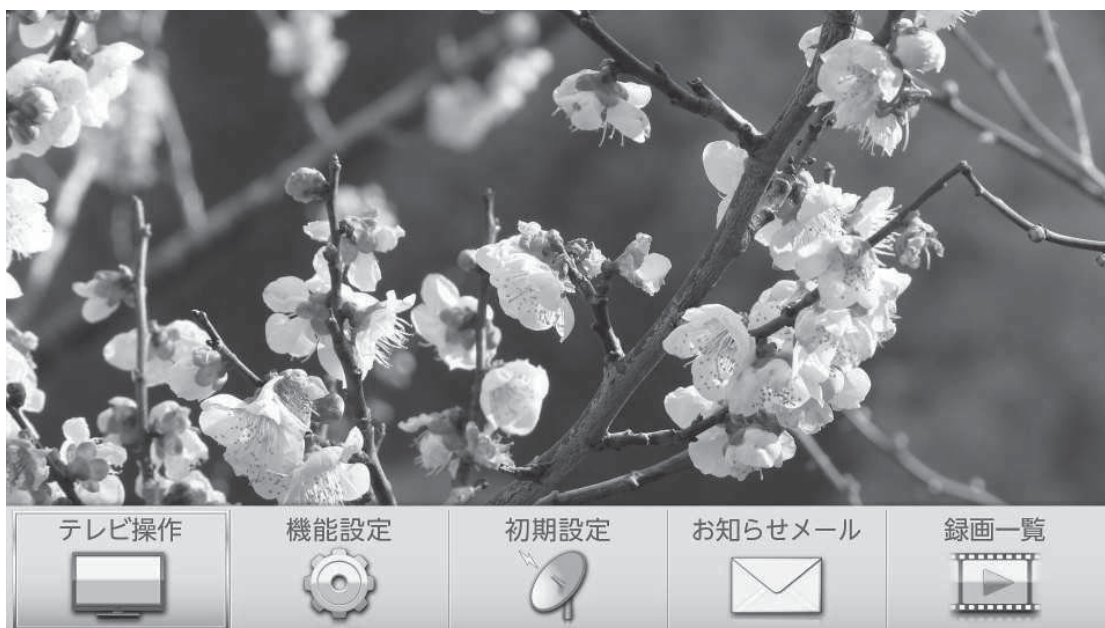 テレビ操作
機能設定
初期設定
お知らせメール
録画一覧